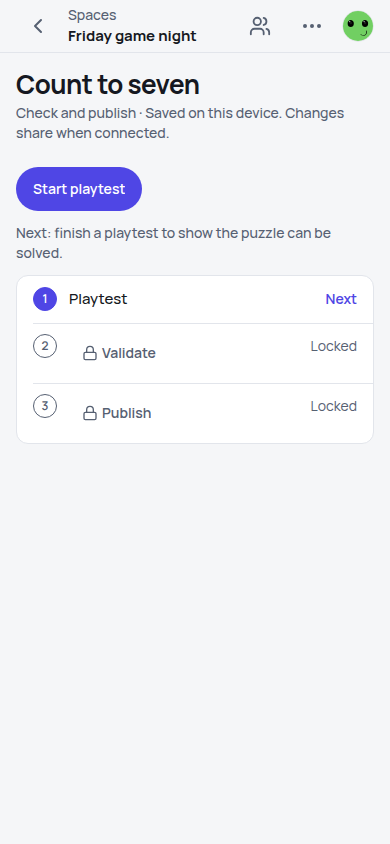 Spaces
Friday game night
Count to seven
Check and publish · Saved on this device. Changes
share when connected.
Start playtest
Next: finish a playtest to show the puzzle can be
solved.
1 Playtest Next
2 Validate Locked
3 Publish Locked